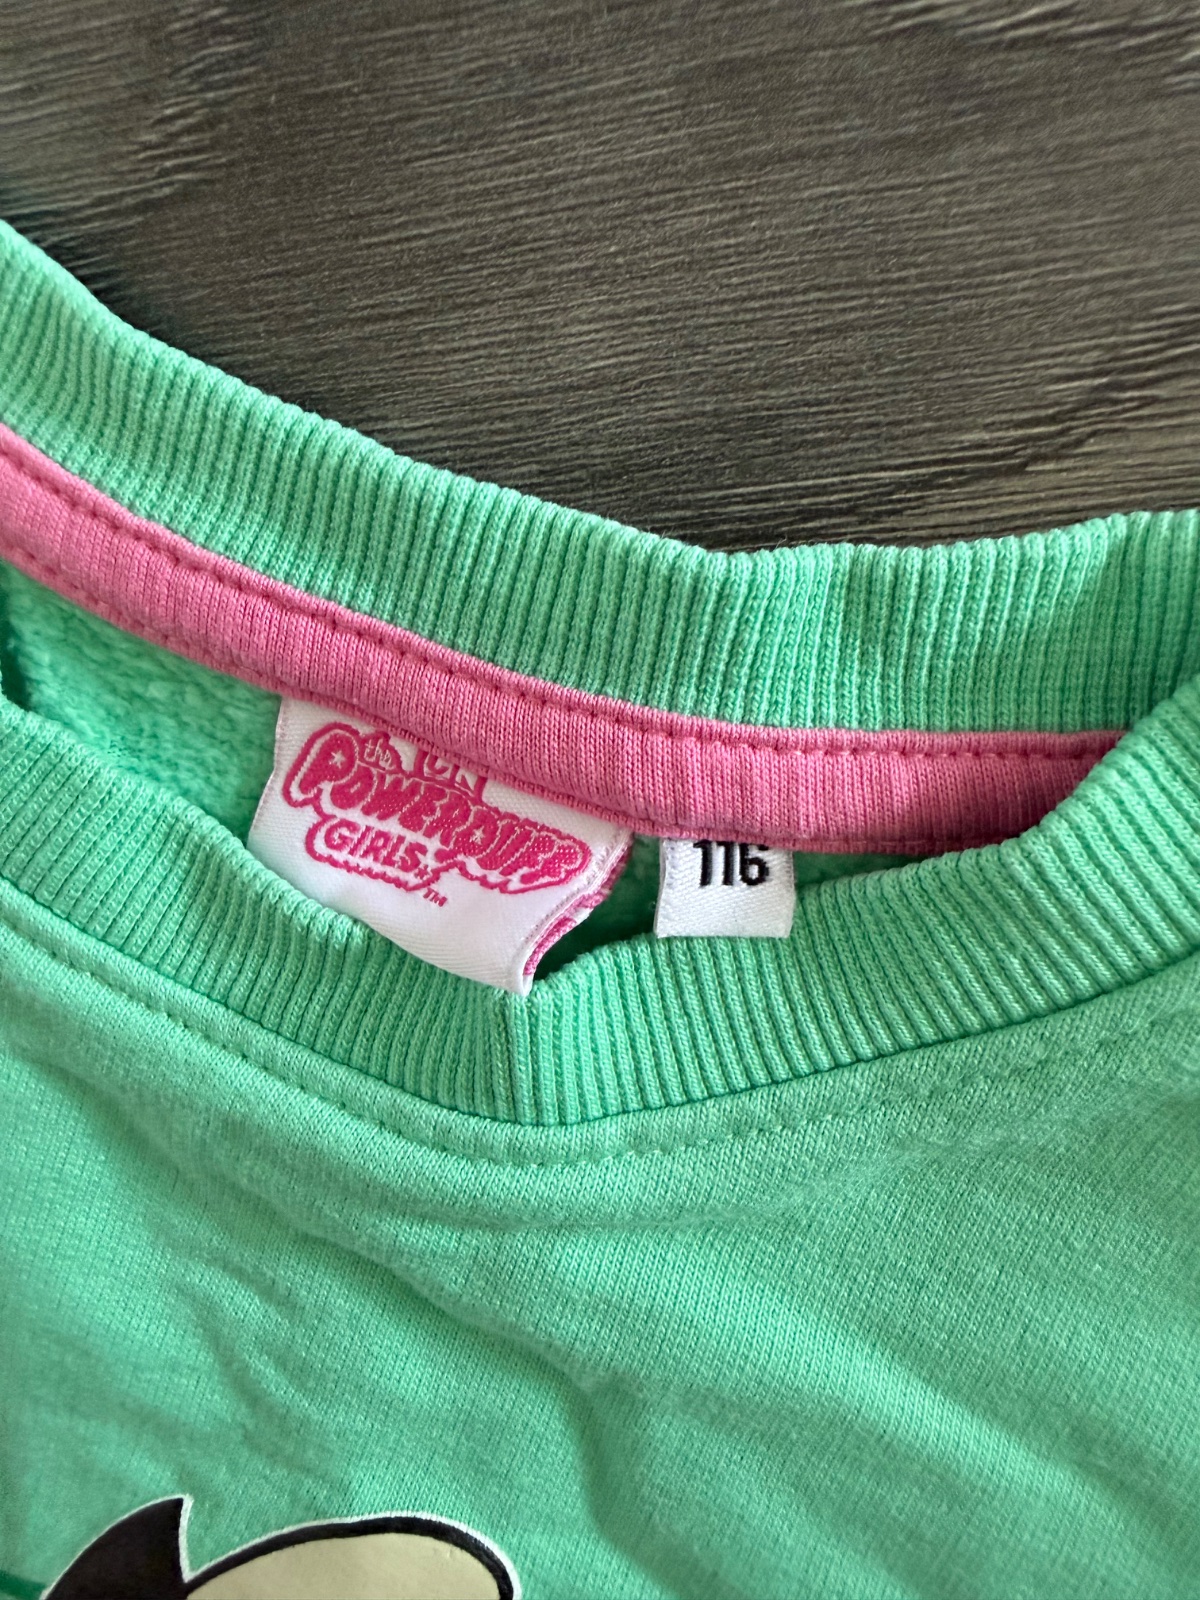 CN
the
POWERPUFF
GIRLS
TM
116